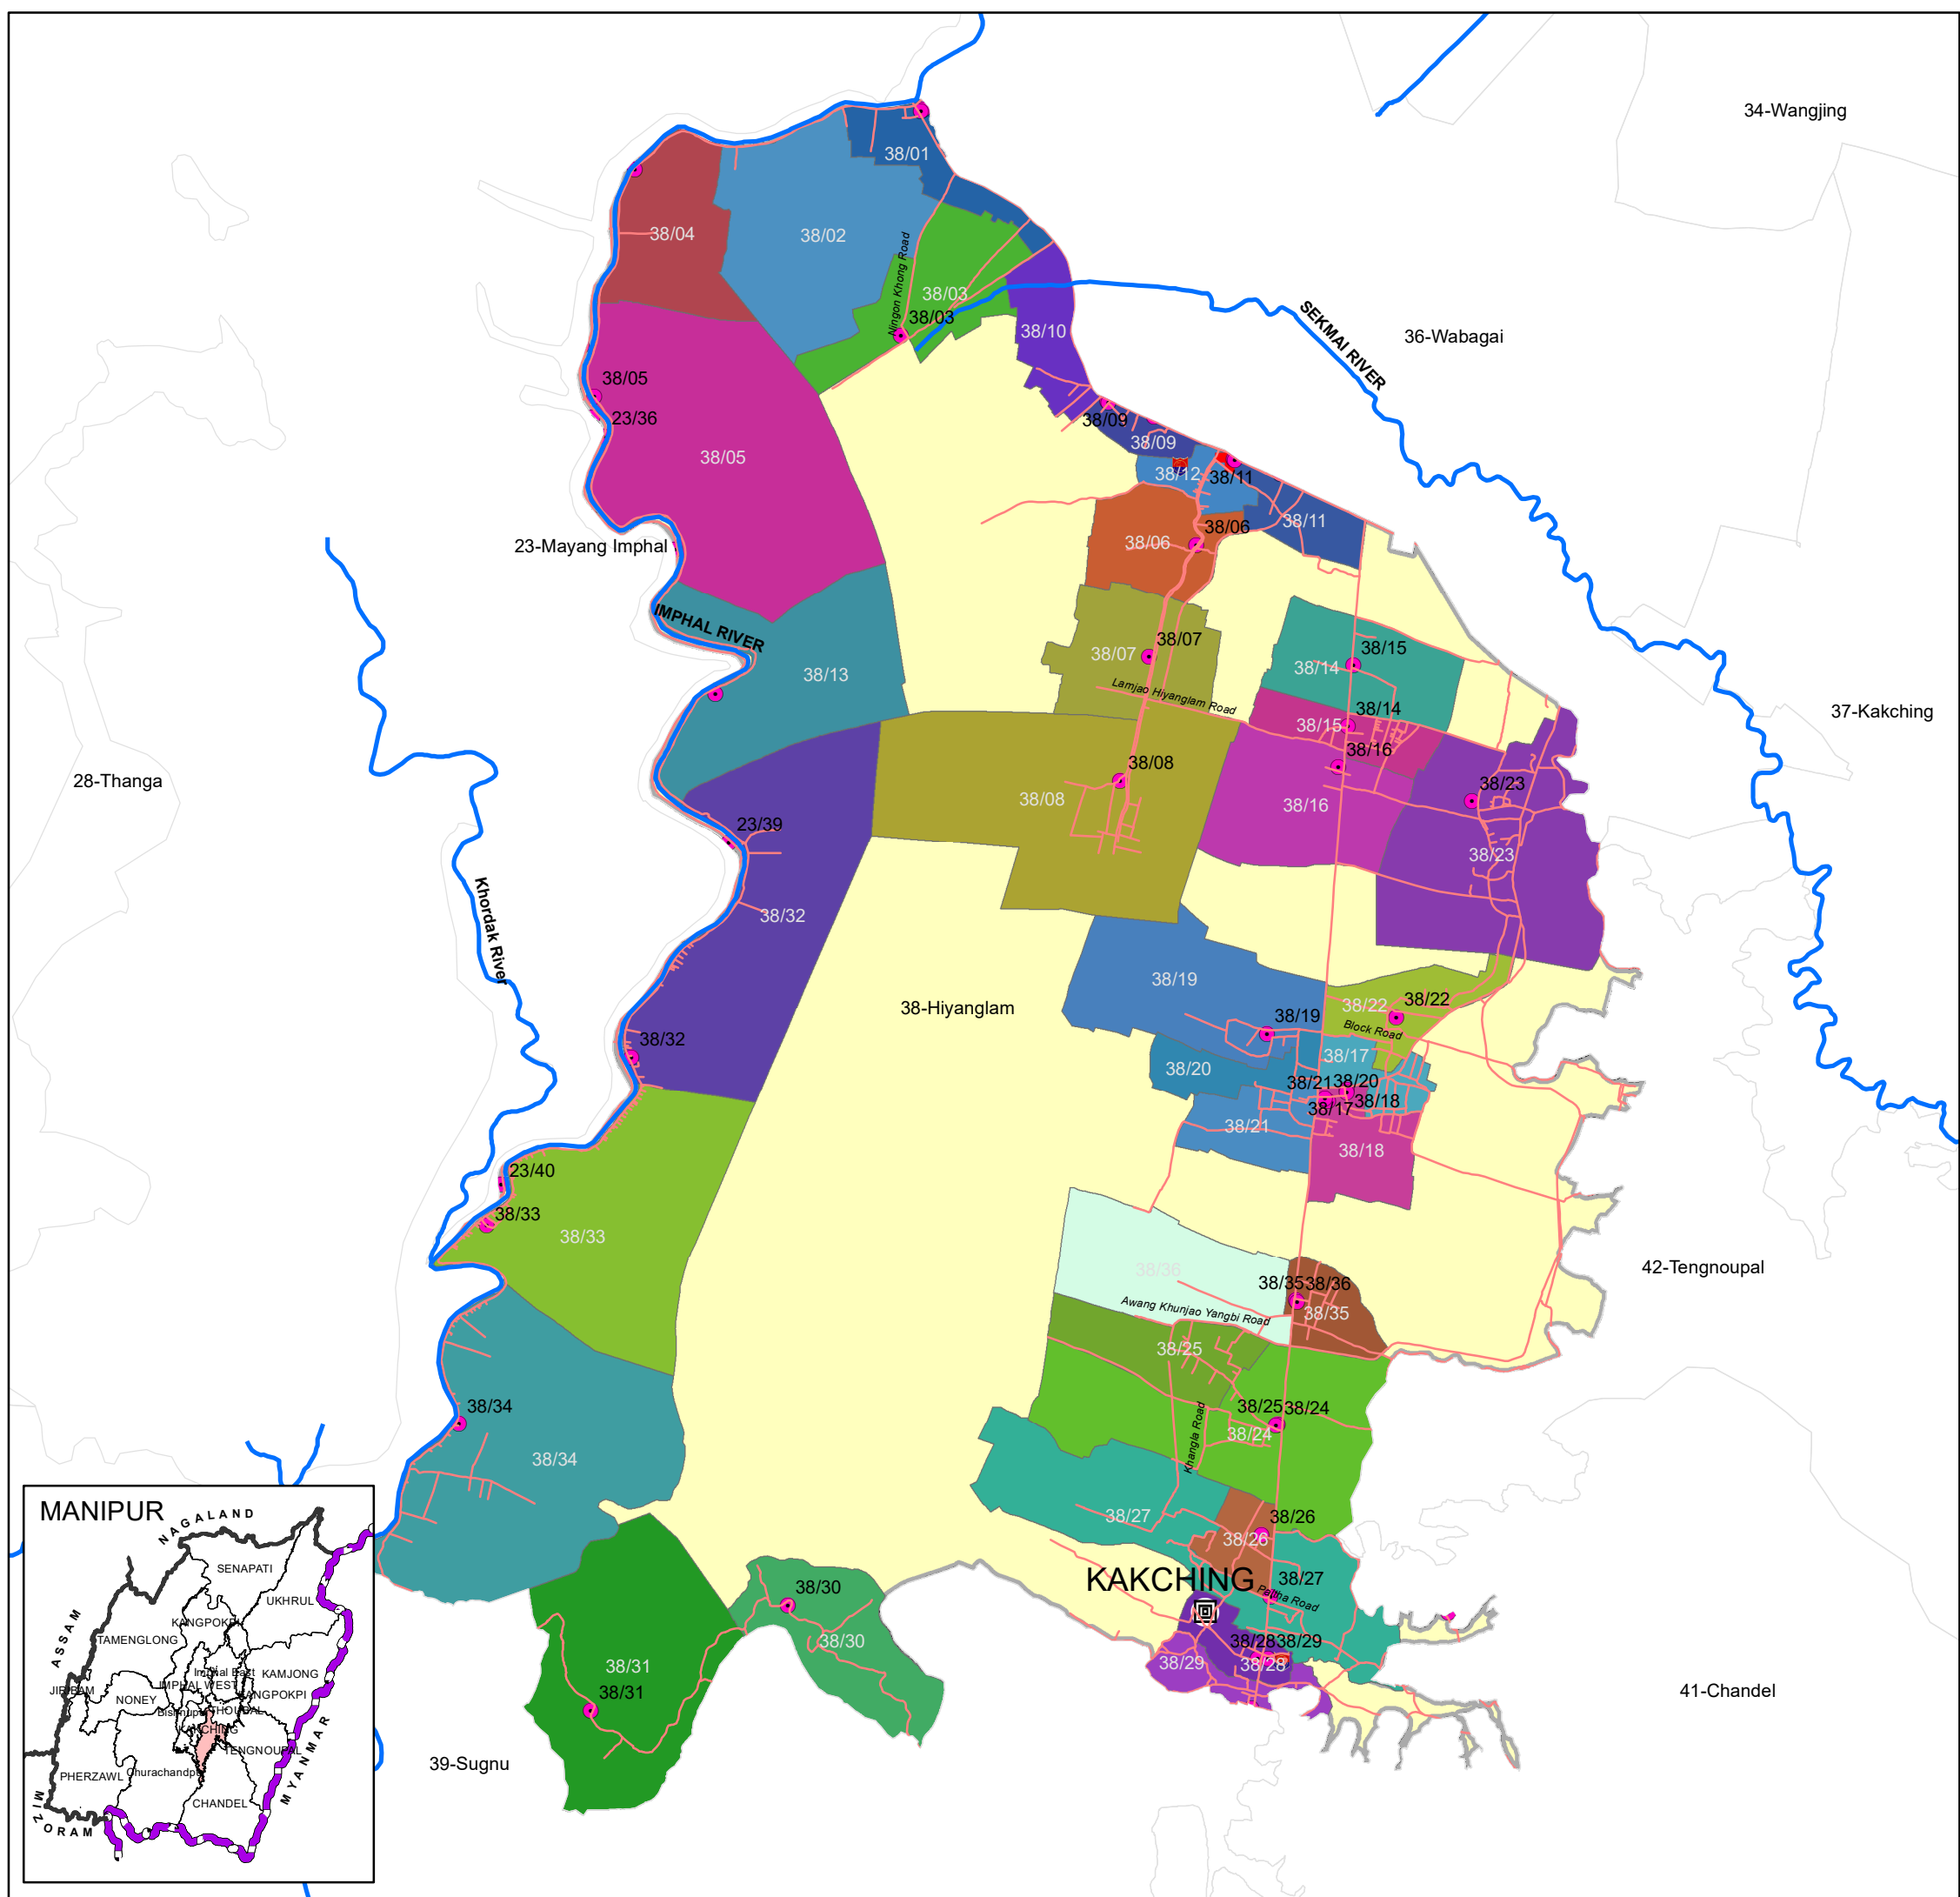 34-Wangjing
38/01
38/04
38/02
Ningon Khong Road
38/03
38/03
38/10
SEKMAI RIVER
36-Wabagai
38/05
23/36
38/05
38/09
38/09
38/12
38/11
38/11
38/06
38/06
23-Mayang Imphal
IMPHAL RIVER
38/13
38/07
38/07
38/15
38/14
Lamjao Hiyanglam Road
38/14
38/15
38/16
37-Kakching
28-Thanga
38/08
38/08
38/16
38/23
38/23
23/39
38/32
Khordak River
38/19
38-Hiyanglam
38/22
38/22
38/19
Block Road
38/32
38/17
38/20
38/21
38/20
38/17
38/18
38/21
38/18
23/40
38/33
38/33
38/36
42-Tengnoupal
38/35
38/36
38/35
Awang Khunjao Yangbi Road
38/25
38/34
38/25
38/24
38/24
Khangla Road
38/34
38/27
38/26
38/26
KAKCHING
38/27
38/30
38/30
38/28
38/29
38/29
38/28
38/31
38/31
41-Chandel
39-Sugnu
MANIPUR
NAGALAND
SENAPATI
UKHRUL
KANGPOKPI
TAMENGLONG
ASSAM
Imphal East
KAMJONG
IMPHAL WEST
JIRIBAM
KANGPOKPI
NONEY
Bishnupur
THOUBAL
KAKCHING
TENGNOUPAL
MYANMAR
PHERZAWL
Churachandpur
CHANDEL
MIZORAM